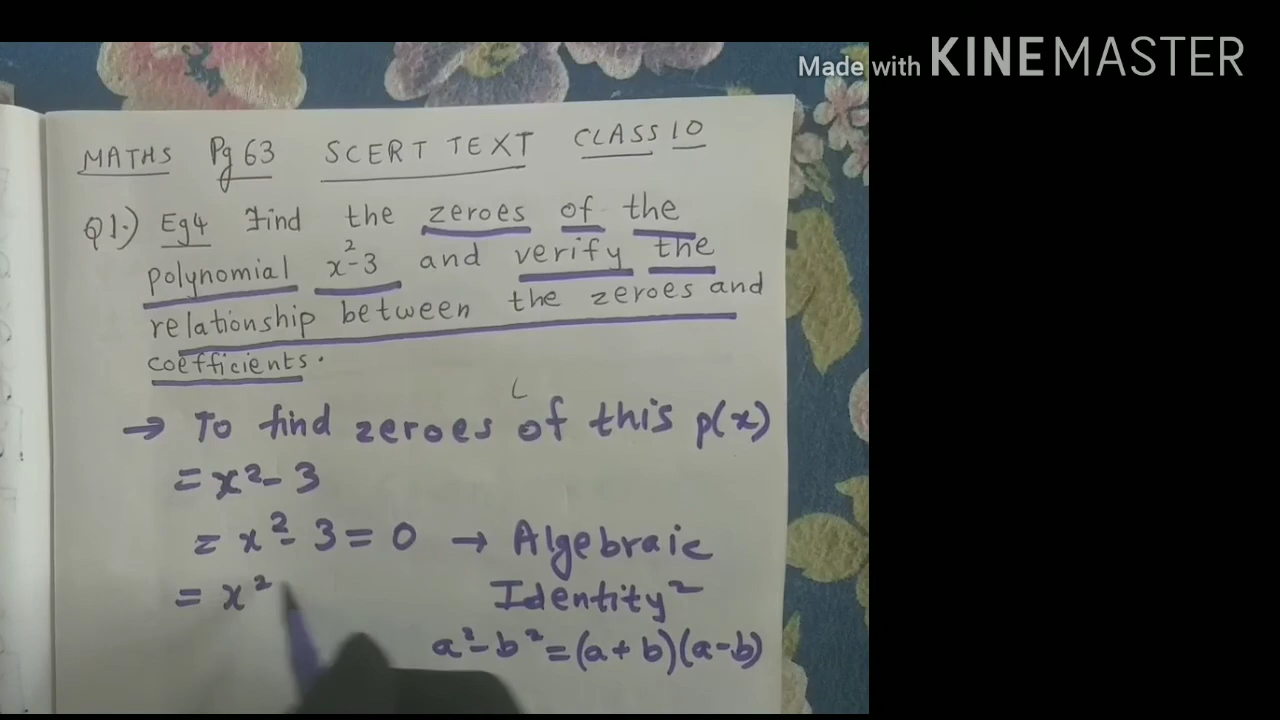 Made with KINEMASTER
MATHS Pg 63 SCERT TEXT CLASS 10
Q1.) Eg4 Find the zeroes of the
polynomial x²-3 and verify the
relationship between the zeroes and
coefficients.
→ To find zeroes of this p(x)
= x² - 3
= x² - 3 = 0 → Algebraic
= x² Identity²
a² - b² = (a + b)(a - b)